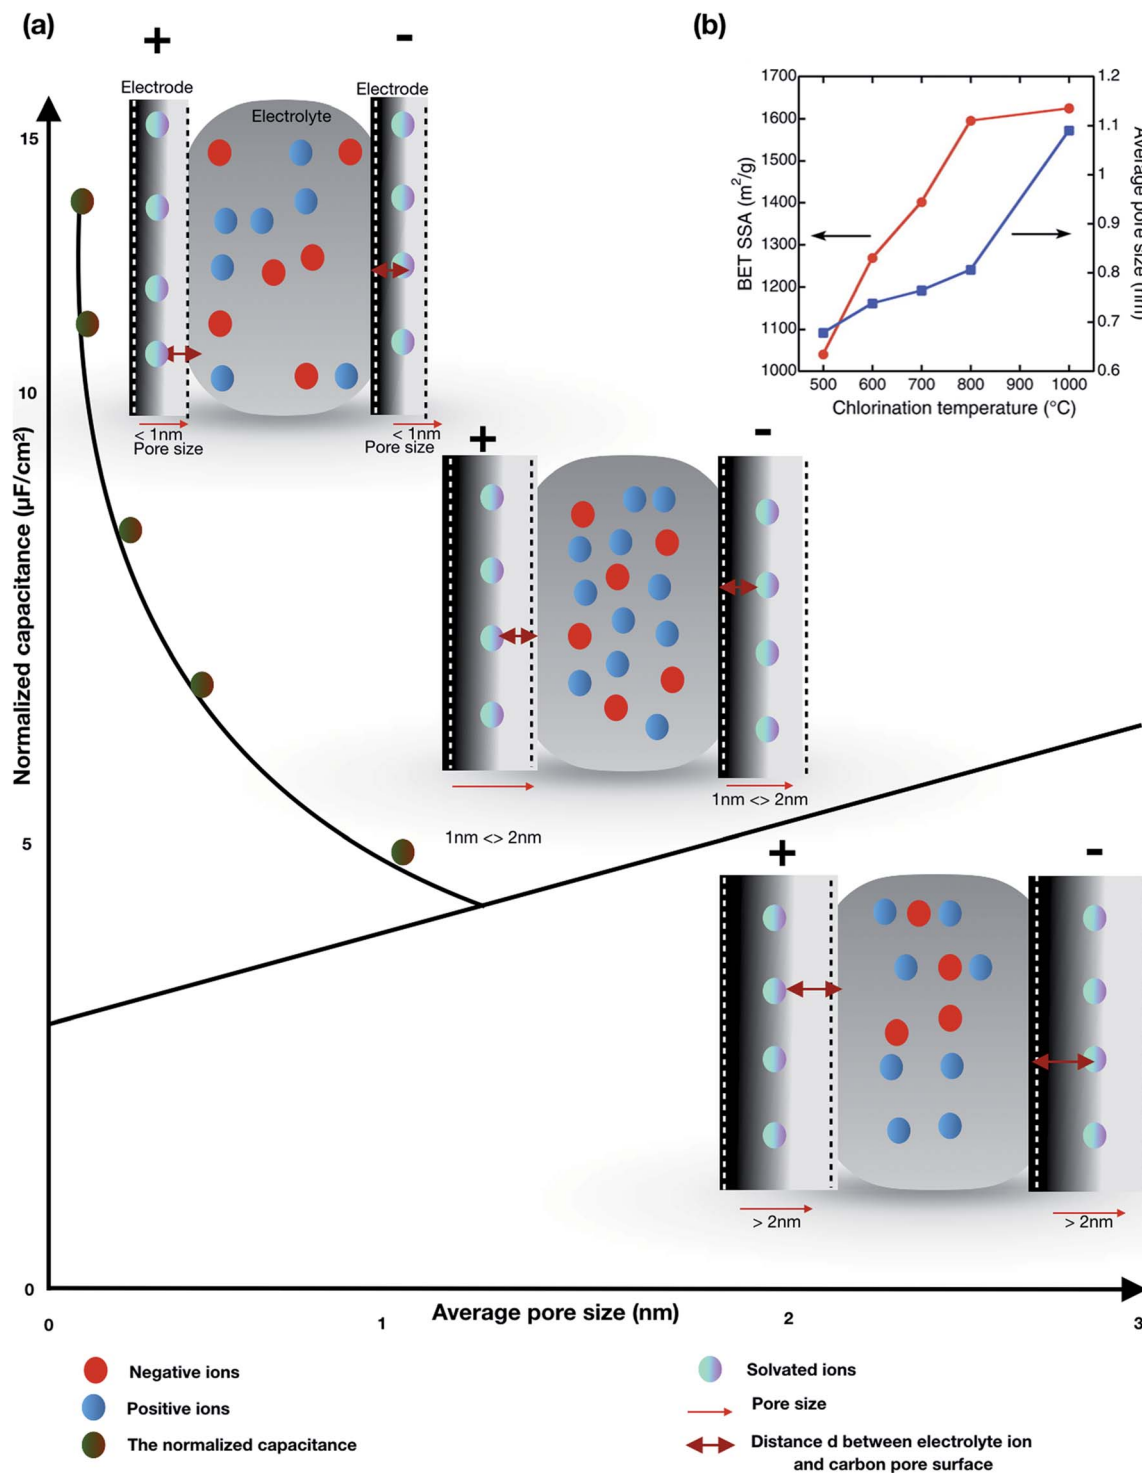 (a)
+
-
Electrode
Electrode
Electrolyte
15
10
5
0
Normalized capacitance (µF/cm²)
< 1nm
Pore size
< 1nm
Pore size
(b)
1700
1600
1500
1400
1300
1200
1100
1000
BET SSA (m²/g)
1.2
1.1
1
0.9
0.8
0.7
0.6
Average pore size (nm)
500 600 700 800 900 1000
Chlorination temperature (°C)
+
-
1nm <> 2nm
1nm <> 2nm
+
-
> 2nm
> 2nm
0 1 2 3
Average pore size (nm)
Negative ions
Positive ions
The normalized capacitance
Solvated ions
Pore size
Distance d between electrolyte ion
and carbon pore surface